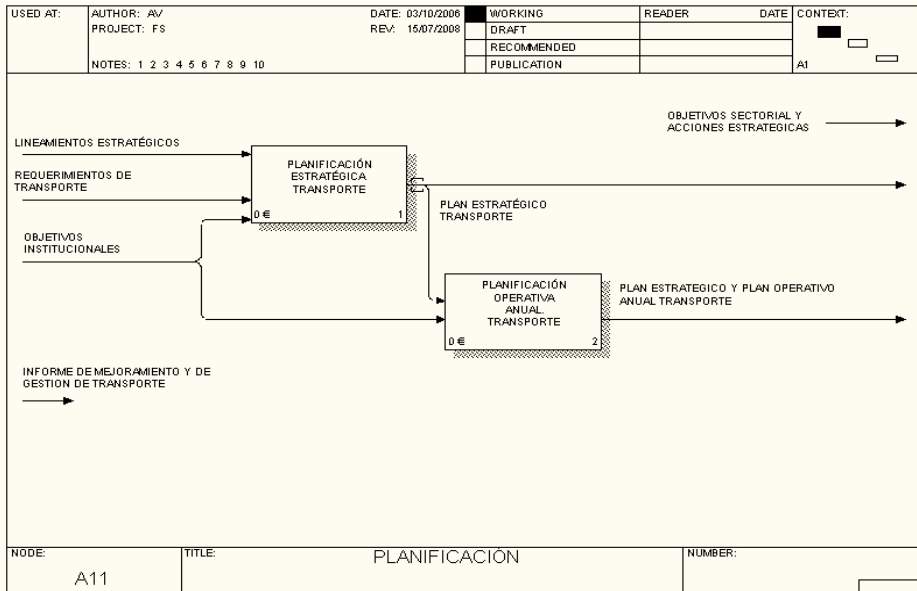 USED AT:
AUTHOR: AV
DATE: 03/10/2006
PROJECT: FS
REV: 15/07/2008
NOTES: 1 2 3 4 5 6 7 8 9 10
WORKING
DRAFT
RECOMMENDED
PUBLICATION
READER
DATE
CONTEXT:
A1
OBJETIVOS SECTORIAL Y
ACCIONES ESTRATEGICAS
LINEAMIENTOS ESTRATÉGICOS
REQUERIMIENTOS DE
TRANSPORTE
OBJETIVOS
INSTITUCIONALES
PLANIFICACIÓN
ESTRATÉGICA
TRANSPORTE
0 €
1
PLAN ESTRATÉGICO
TRANSPORTE
PLANIFICACIÓN
OPERATIVA
ANUAL.
TRANSPORTE
0 €
2
PLAN ESTRATEGICO Y PLAN OPERATIVO
ANUAL TRANSPORTE
INFORME DE MEJORAMIENTO Y DE
GESTION DE TRANSPORTE
NODE:
A11
TITLE:
PLANIFICACIÓN
NUMBER: